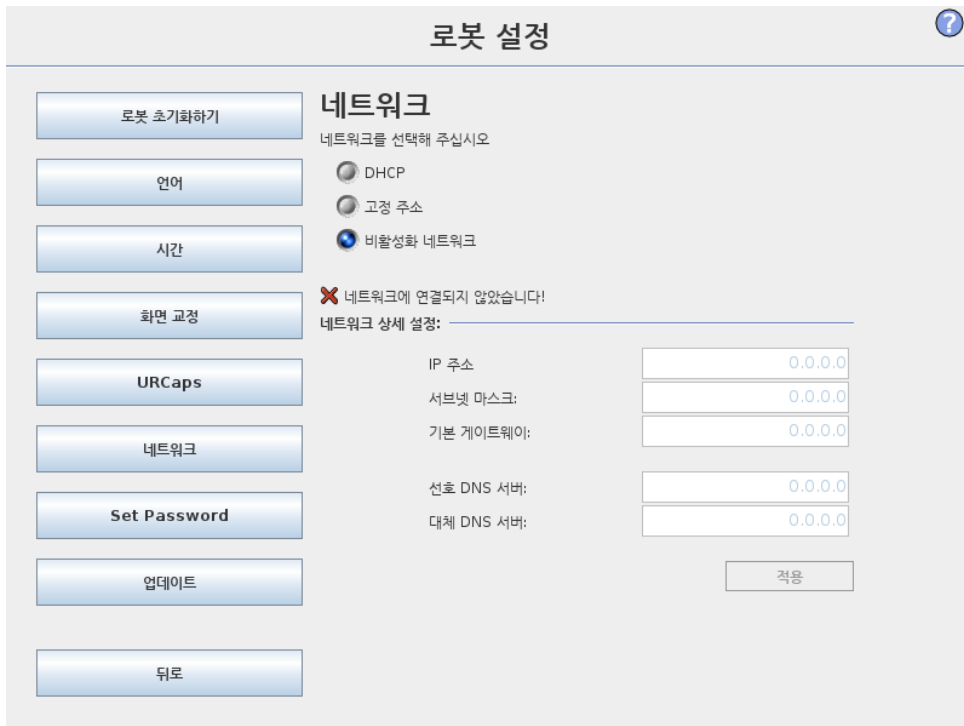 로봇 설정
?
로봇 초기화하기
언어
시간
화면 교정
URCaps
네트워크
Set Password
업데이트
뒤로
네트워크
네트워크를 선택해 주십시오
DHCP
고정 주소
비활성화 네트워크
네트워크에 연결되지 않았습니다!
네트워크 상세 설정:
IP 주소 0.0.0.0
서브넷 마스크: 0.0.0.0
기본 게이트웨이: 0.0.0.0
선호 DNS 서버: 0.0.0.0
대체 DNS 서버: 0.0.0.0
적용